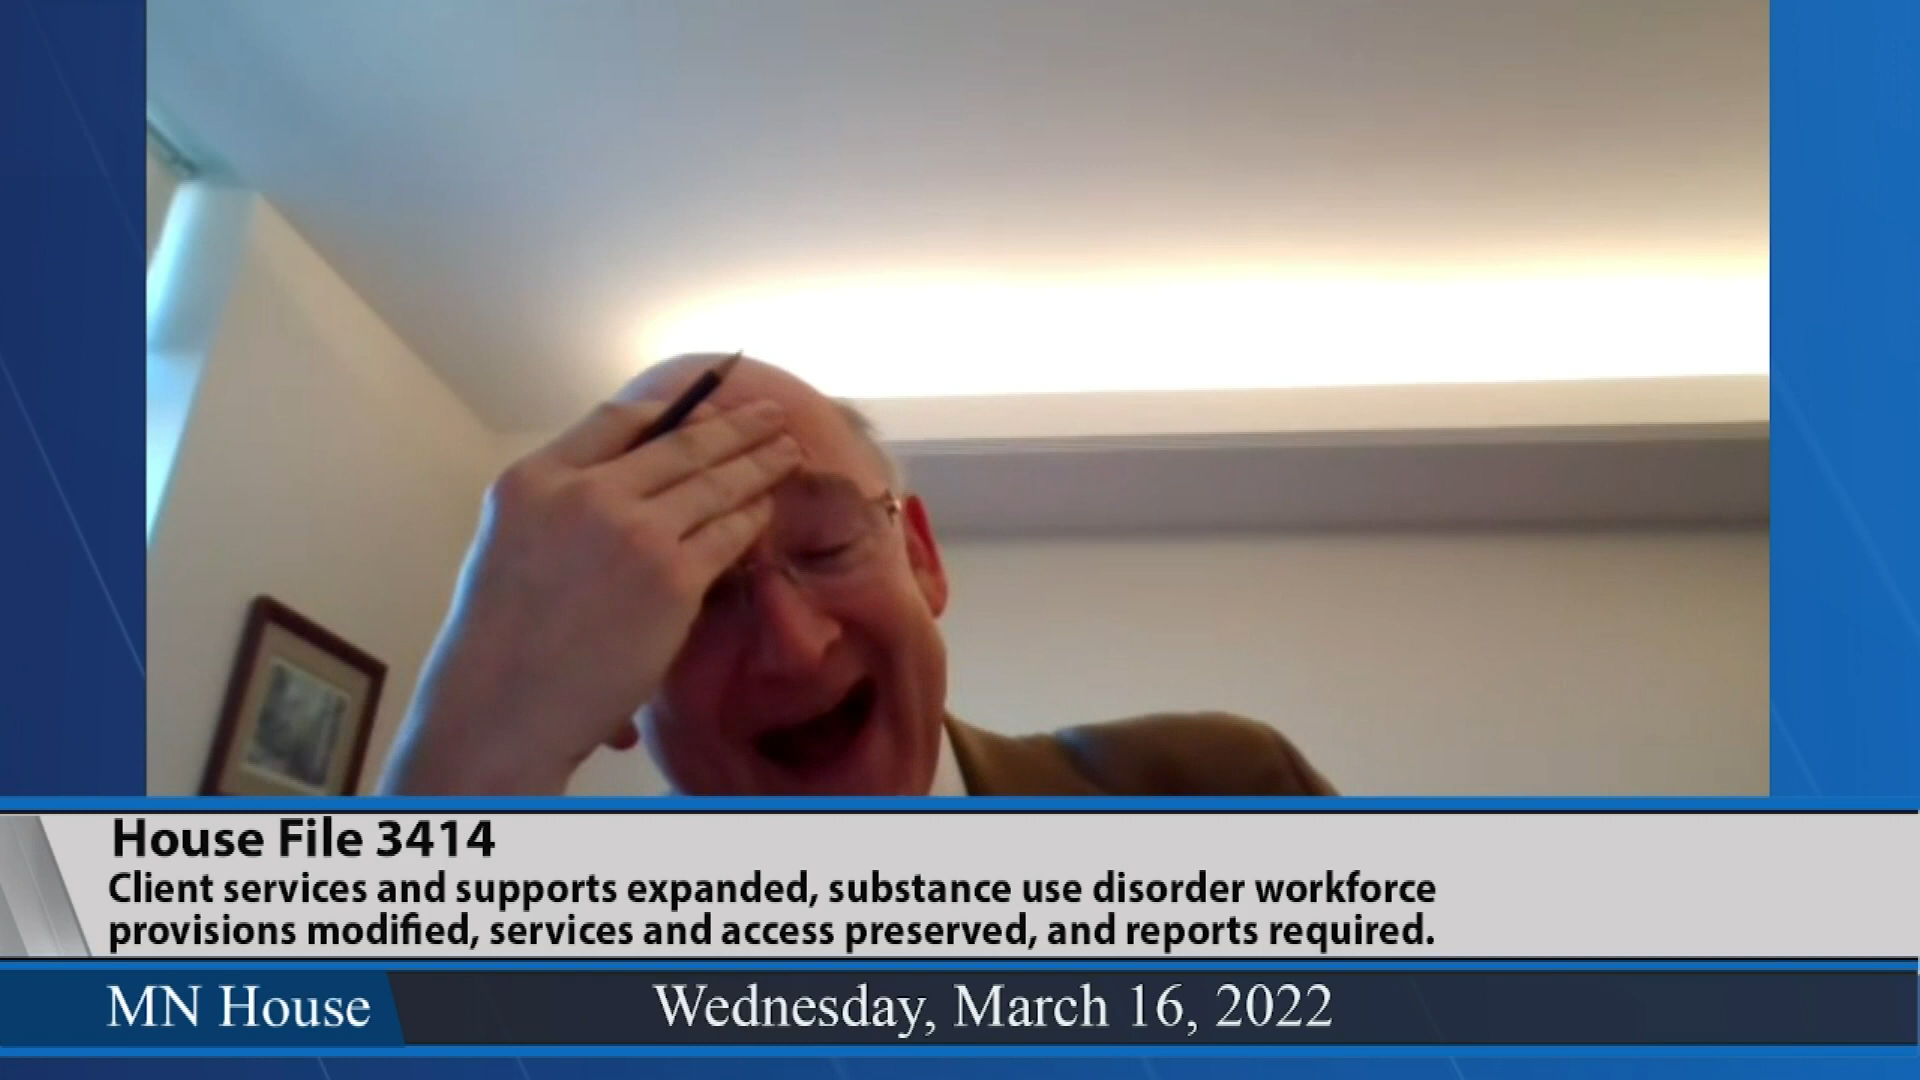 House File 3414
Client services and supports expanded, substance use disorder workforce
provisions modified, services and access preserved, and reports required.
MN House
Wednesday, March 16, 2022